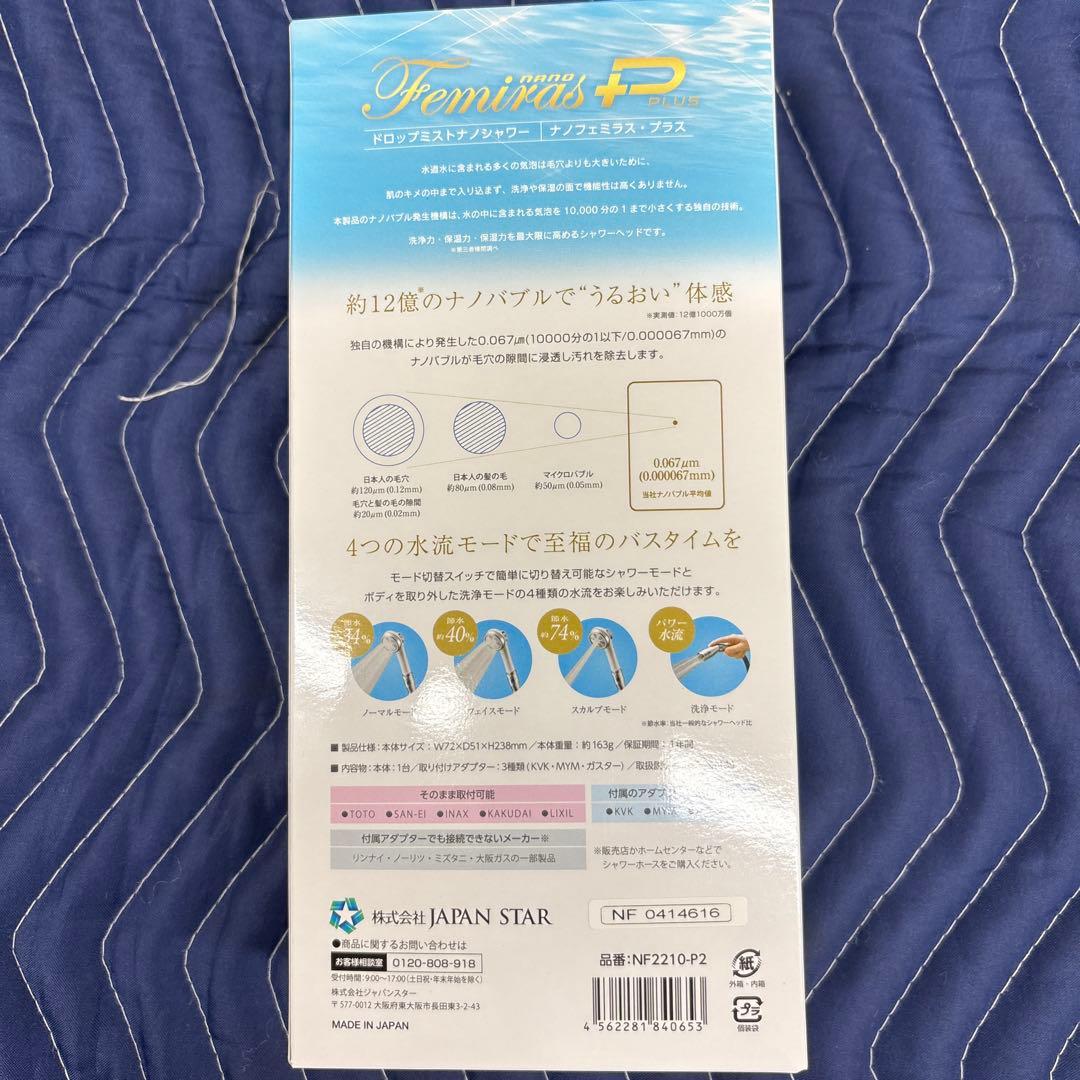 nano
Femiras +P PLUS
ドロップミストナノシャワー | ナノフェミラス・プラス
水道水に含まれる多くの気泡は毛穴よりも大きいために、
肌のキメの中まで入り込まず、洗浄や保湿の面で機能性は高くありません。
本製品のナノバブル発生機構は、水の中に含まれる気泡を10,000分の1まで小さくする独自の技術。
洗浄力・保温力・保湿力を最大限に高めるシャワーヘッドです。
※第三者機関調べ
約12億※のナノバブルで“うるおい”体感
※実測値:12億1000万個
独自の機構により発生した0.067㎛(10000分の1以下/0.000067mm)の
ナノバブルが毛穴の隙間に浸透し汚れを除去します。
日本人の毛穴
約120μm(0.12mm)
毛穴と髪の毛の隙間
約20μm(0.02mm)
日本人の髪の毛
約80μm(0.08mm)
マイクロバブル
約50μm(0.05mm)
0.067μm
(0.000067mm)
当社ナノバブル平均値
4つの水流モードで至福のバスタイムを
モード切替スイッチで簡単に切り替え可能なシャワーモードと
ボディを取り外した洗浄モードの4種類の水流をお楽しみいただけます。
節水
34%
ノーマルモー
節水
約40%
フェイスモード
節水
約74%
スカルプモード
パワー
水流
洗浄モード
※節水率:当社一般的なシャワーヘッド比
■製品仕様:本体サイズ:W72×D51×H238mm/本体重量:約163g/保証期間:1年間
■内容物:本体:1台/取り付けアダプター:3種類(KVK・MYM・ガスター)/取扱説
そのまま取付可能
●TOTO ●SAN-EI ●INAX ●KAKUDAI ●LIXIL
付属のアダプ
●KVK ●MYM
付属アダプターでも接続できないメーカー※
リンナイ・ノーリツ・ミズタニ・大阪ガスの一部製品
※販売店かホームセンターなどで
シャワーホースをご購入ください。
株式会社 JAPAN STAR
NF 0414616
●商品に関するお問い合わせは
お客様相談室 0120-808-918
受付時間:9:00〜17:00(土日祝・年末年始を除く)
株式会社ジャパンスター
〒577-0012 大阪府東大阪市長田東3-2-43
MADE IN JAPAN
品番:NF2210-P2
4 562281 840653
紙
外箱・内箱
プラ
個装袋